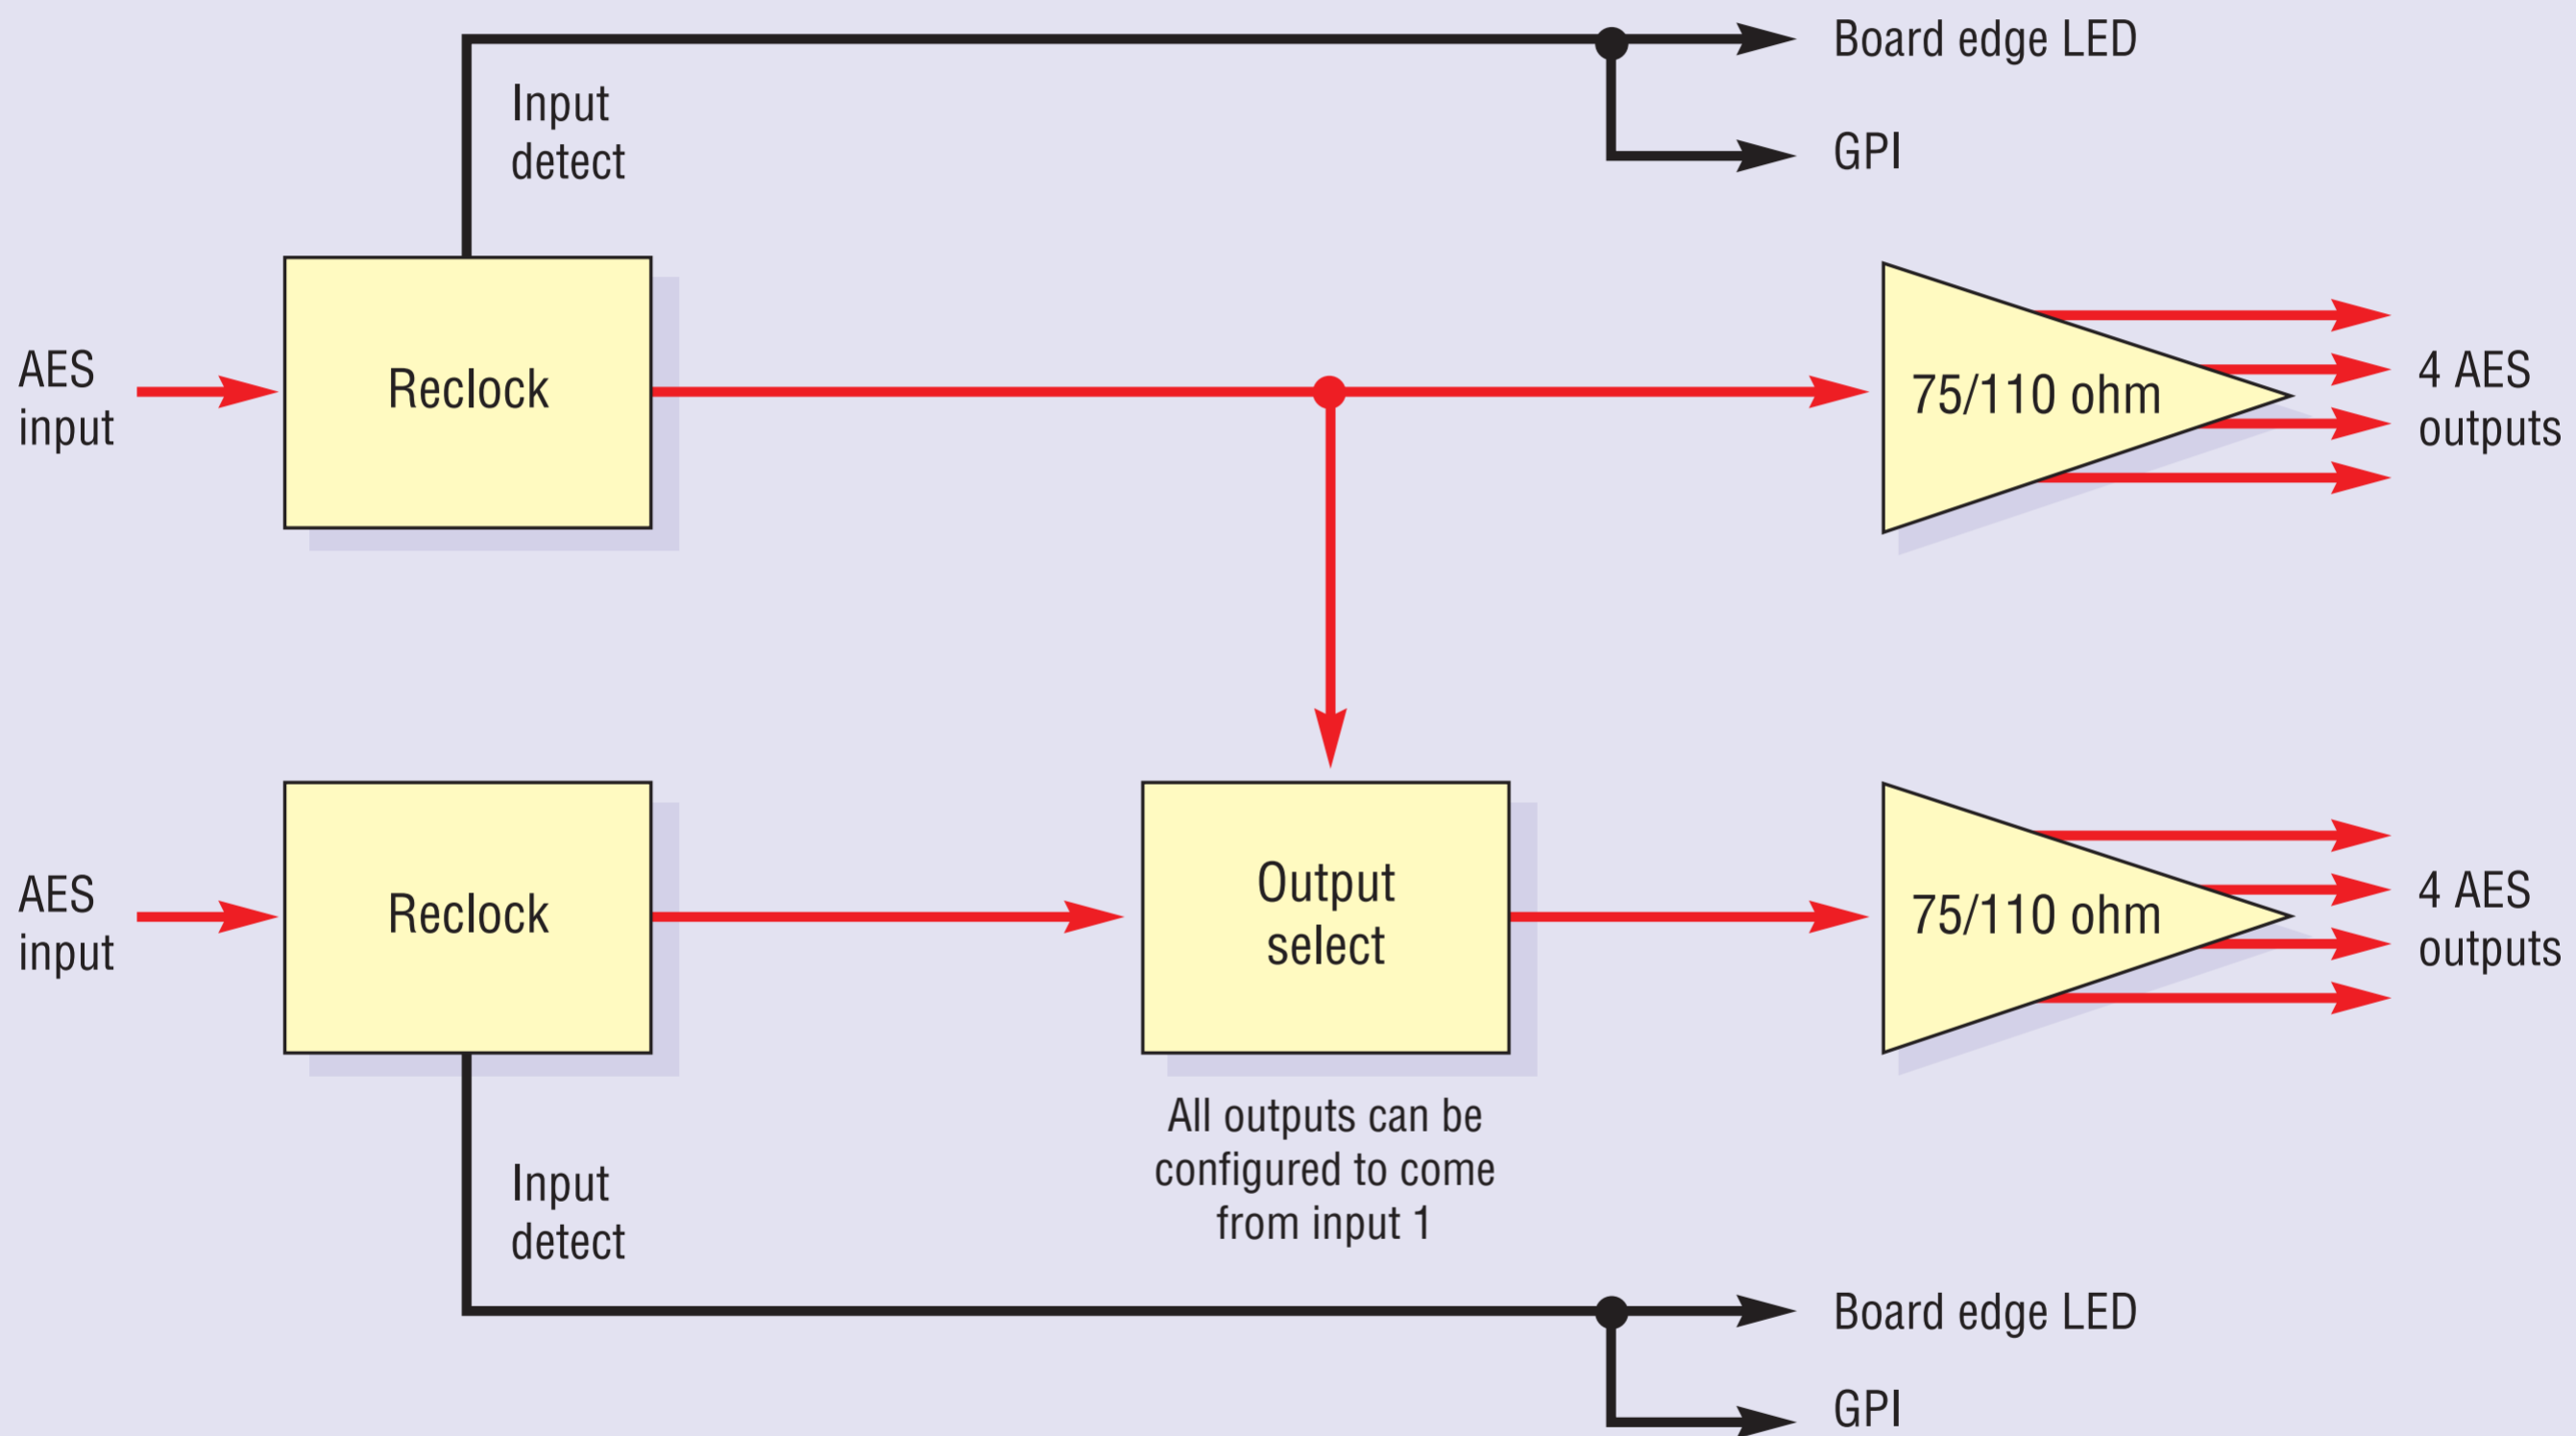 Board edge LED
Input
detect
GPI
AES
input
Reclock
75/110 ohm
4 AES
outputs
AES
input
Reclock
Output
select
75/110 ohm
4 AES
outputs
All outputs can be
configured to come
from input 1
Input
detect
Board edge LED
GPI